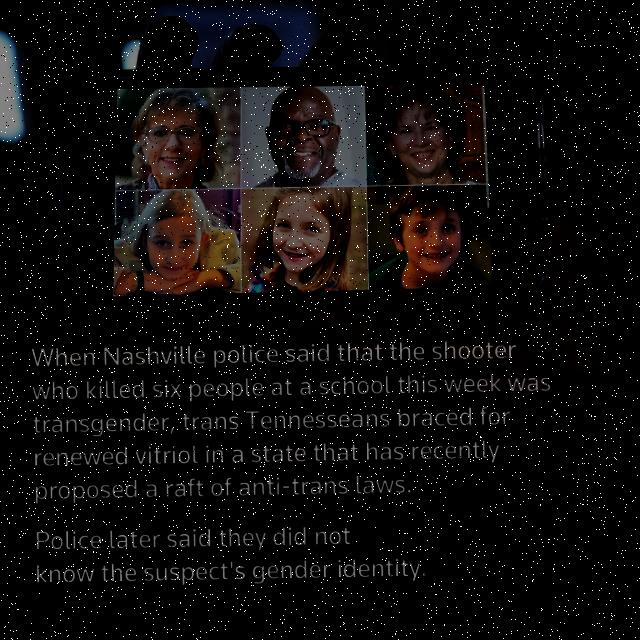 When Nashville police said that the shooter
who killed six people at a school this week was
transgender, trans Tennesseans braced for
renewed vitriol in a state that has recently
proposed a raft of anti-trans laws.
Police later said they did not
know the suspect's gender identity.